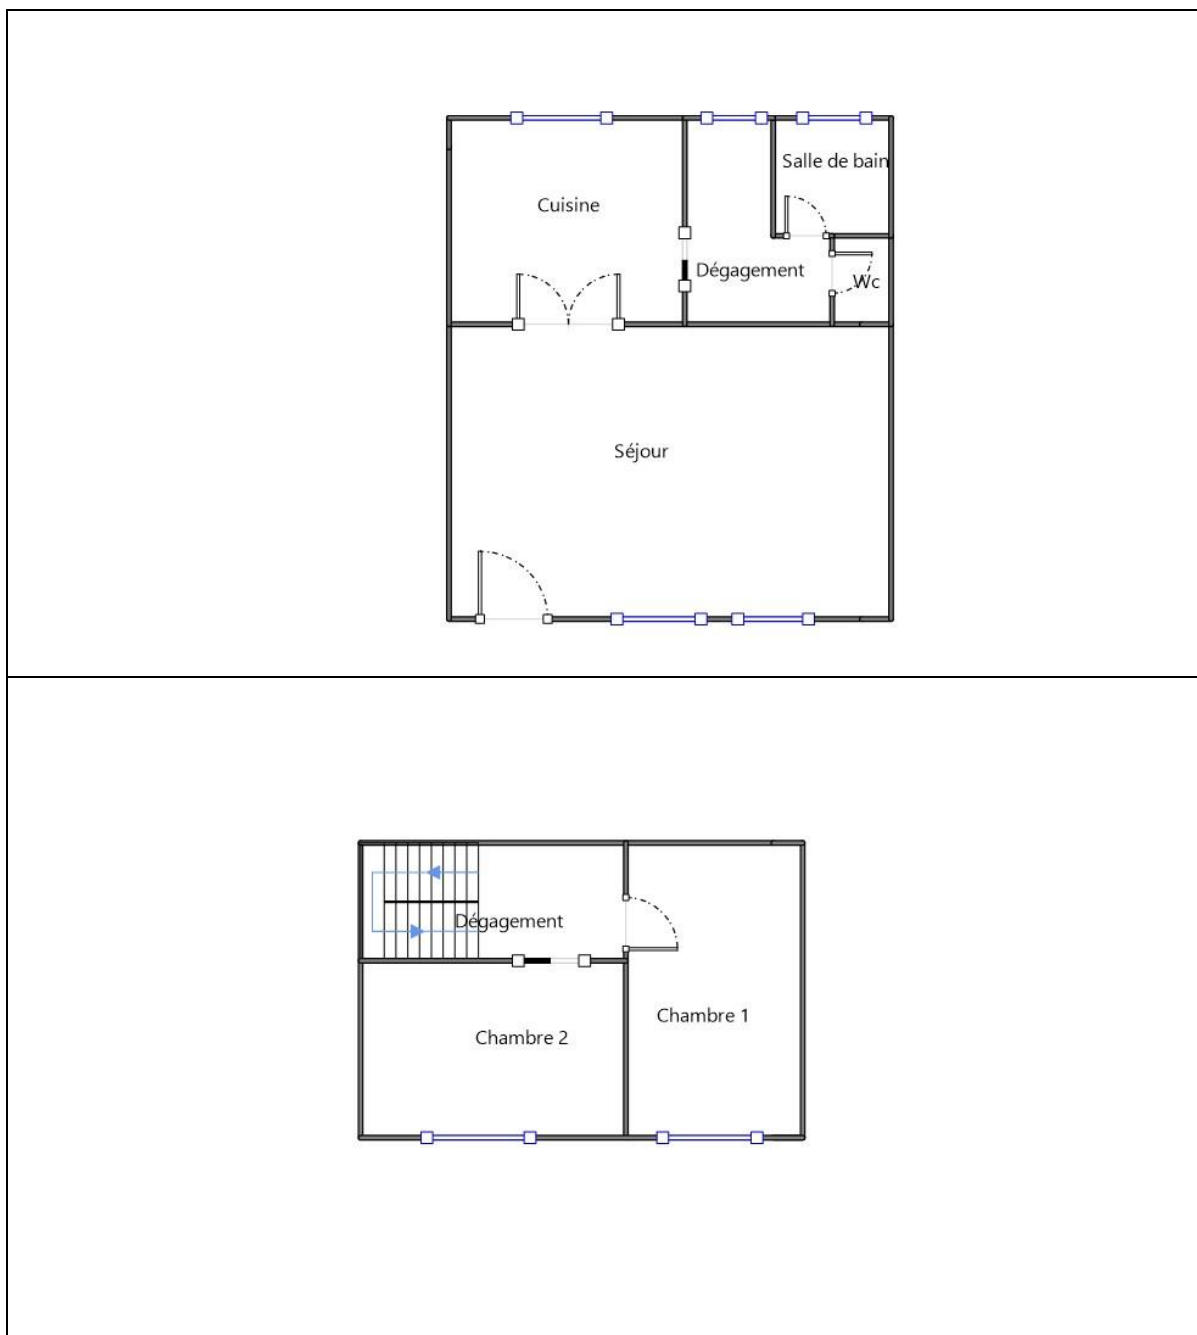 Salle de bain
Cuisine
Dégagement
Wc
Séjour
Dégagement
Chambre 1
Chambre 2